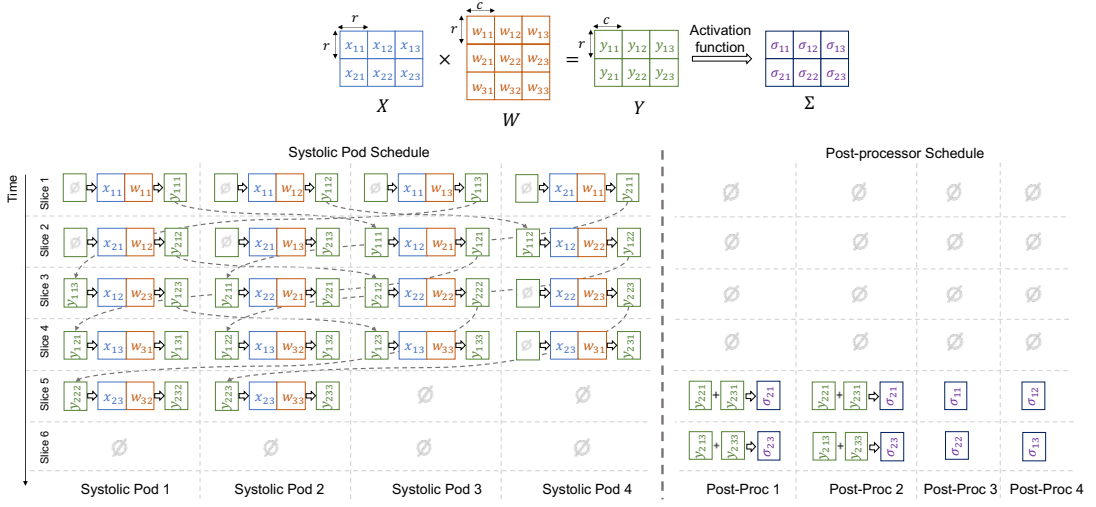 r c c
r x₁₁ x₁₂ x₁₃ × r w₁₁ w₁₂ w₁₃ = r y₁₁ y₁₂ y₁₃ Activation function σ₁₁ σ₁₂ σ₁₃
x₂₁ x₂₂ x₂₃ w₂₁ w₂₂ w₂₃ y₂₁ y₂₂ y₂₃ σ₂₁ σ₂₂ σ₂₃
w₃₁ w₃₂ w₃₃
X W Y Σ
Systolic Pod Schedule Post-processor Schedule
Time
Slice 1 ∅ x₁₁ w₁₁ y₁₁₁ ∅ x₁₁ w₁₂ y₁₁₂ ∅ x₁₁ w₁₃ y₁₁₃ ∅ x₂₁ w₁₁ y₂₁₁ ∅ ∅ ∅ ∅
Slice 2 ∅ x₂₁ w₁₂ y₂₁₂ ∅ x₂₁ w₁₃ y₂₁₃ y₁₁₁ x₁₂ w₂₁ y₁₂₁ y₁₁₂ x₁₂ w₂₂ y₁₂₂ ∅ ∅ ∅ ∅
Slice 3 y₁₁₃ x₁₂ w₂₃ y₁₂₃ y₂₁₁ x₂₂ w₂₁ y₂₂₁ y₂₁₂ x₂₂ w₂₂ y₂₂₂ ∅ x₂₂ w₂₃ y₂₂₃ ∅ ∅ ∅ ∅
Slice 4 y₁₂₁ x₁₃ w₃₁ y₁₃₁ y₁₂₂ x₁₃ w₃₂ y₁₃₂ y₁₂₃ x₁₃ w₃₃ y₁₃₃ ∅ x₂₃ w₃₁ y₂₃₁ ∅ ∅ ∅ ∅
Slice 5 y₂₂₂ x₂₃ w₃₂ y₂₃₂ y₂₂₃ x₂₃ w₃₃ y₂₃₃ ∅ ∅ y₂₂₁ + y₂₃₁ σ₂₁ y₂₂₁ + y₂₃₁ σ₂₁ σ₁₁ σ₁₂
Slice 6 ∅ ∅ ∅ ∅ y₂₁₃ + y₂₃₃ σ₂₃ y₂₁₃ + y₂₃₃ σ₂₃ σ₂₂ σ₁₃
Systolic Pod 1 Systolic Pod 2 Systolic Pod 3 Systolic Pod 4 Post-Proc 1 Post-Proc 2 Post-Proc 3 Post-Proc 4